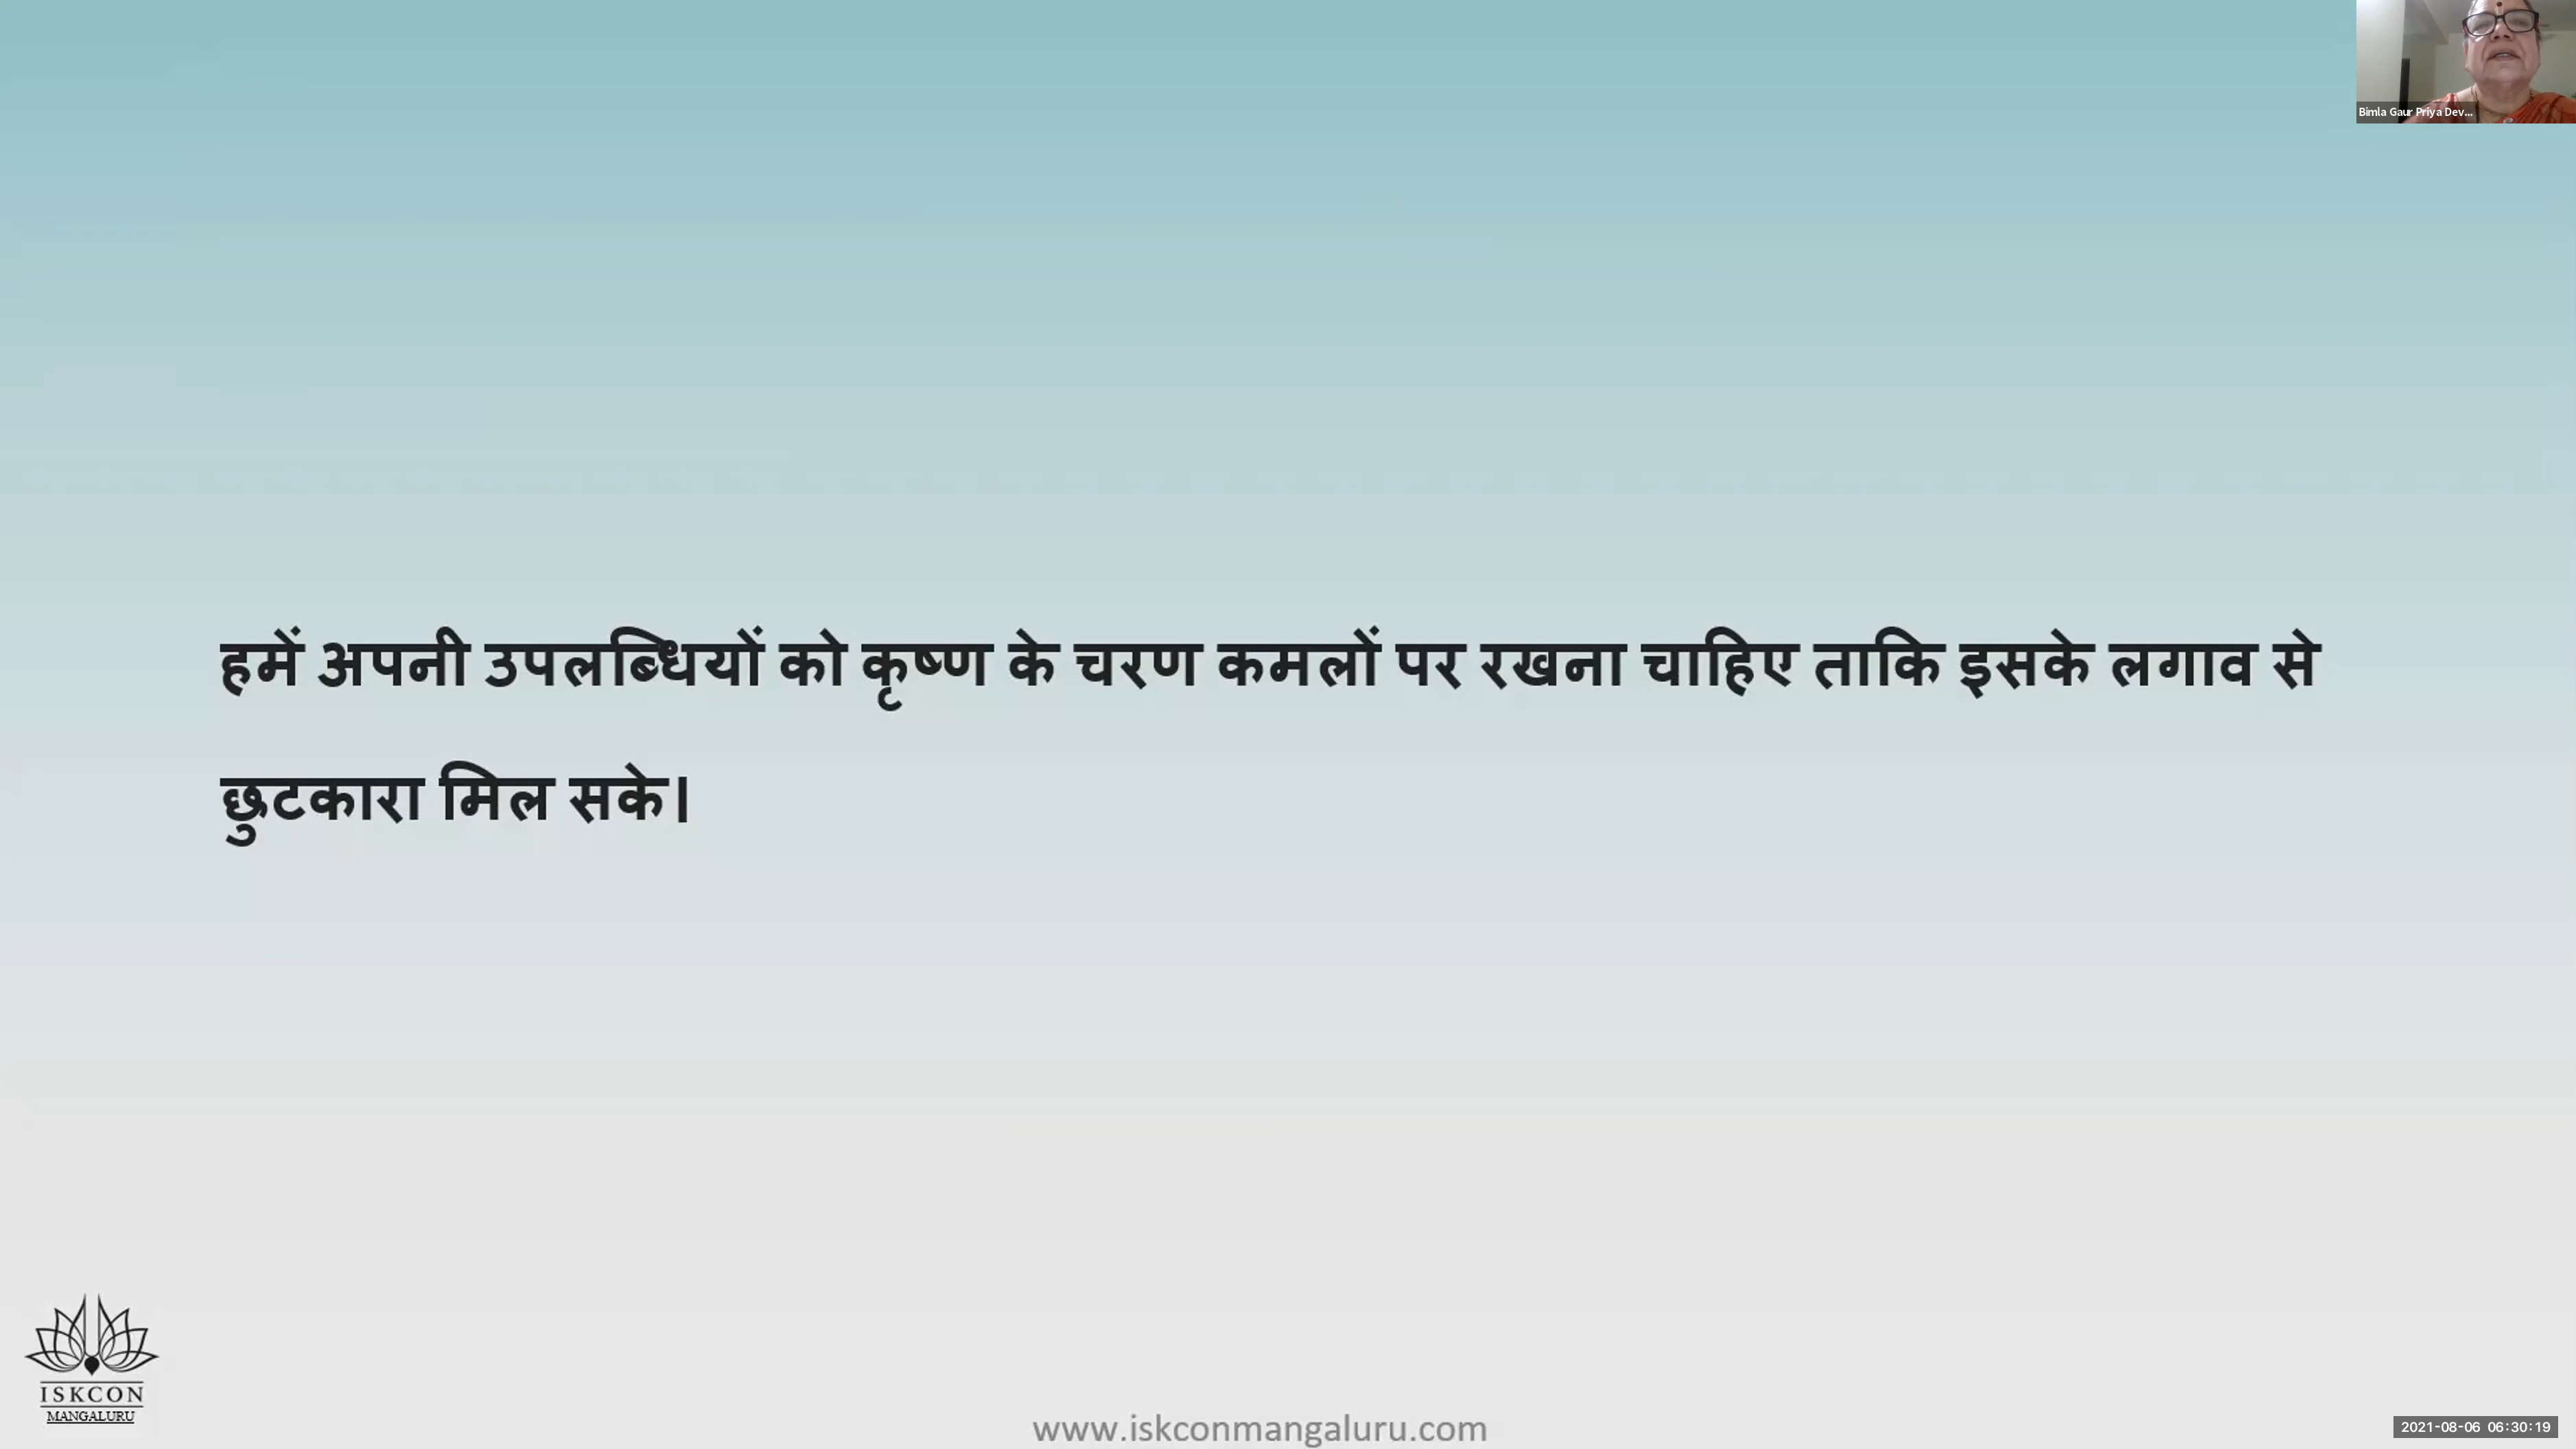 Bimla Gaur Priya Dev...
हमें अपनी उपलब्धियों को कृष्ण के चरण कमलों पर रखना चाहिए ताकि इसके लगाव से
छुटकारा मिल सके।
ISKCON
MANGALURU
www.iskconmangaluru.com
2021-08-06 06:30:19